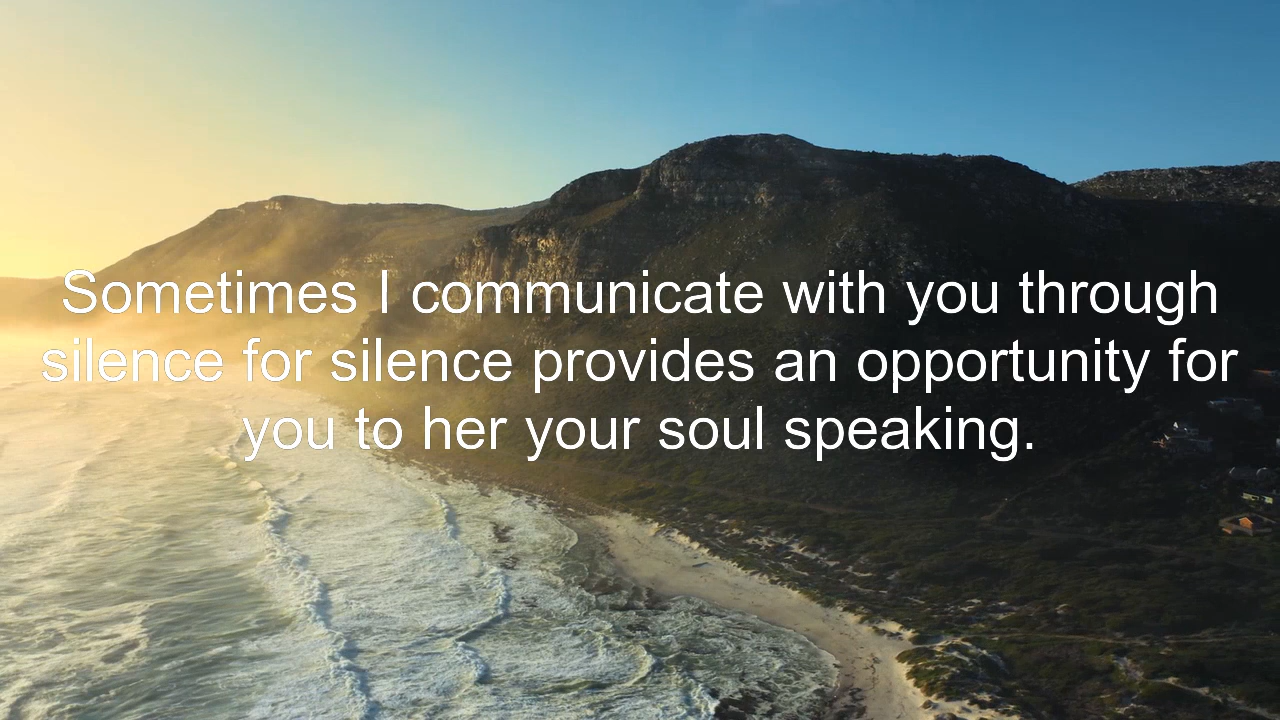 Sometimes I communicate with you through
silence for silence provides an opportunity for
you to her your soul speaking.